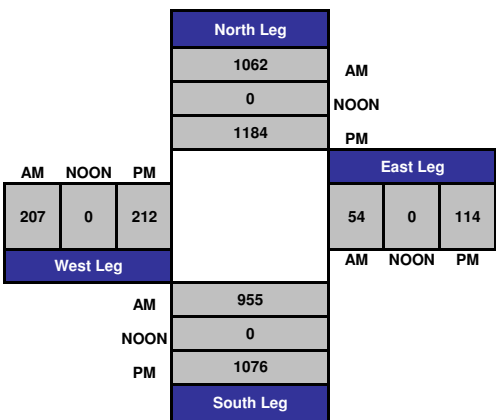 North Leg
1062 AM
0 NOON
1184 PM
AM NOON PM East Leg
207 0 212 54 0 114
West Leg AM NOON PM
AM 955
NOON 0
PM 1076
South Leg